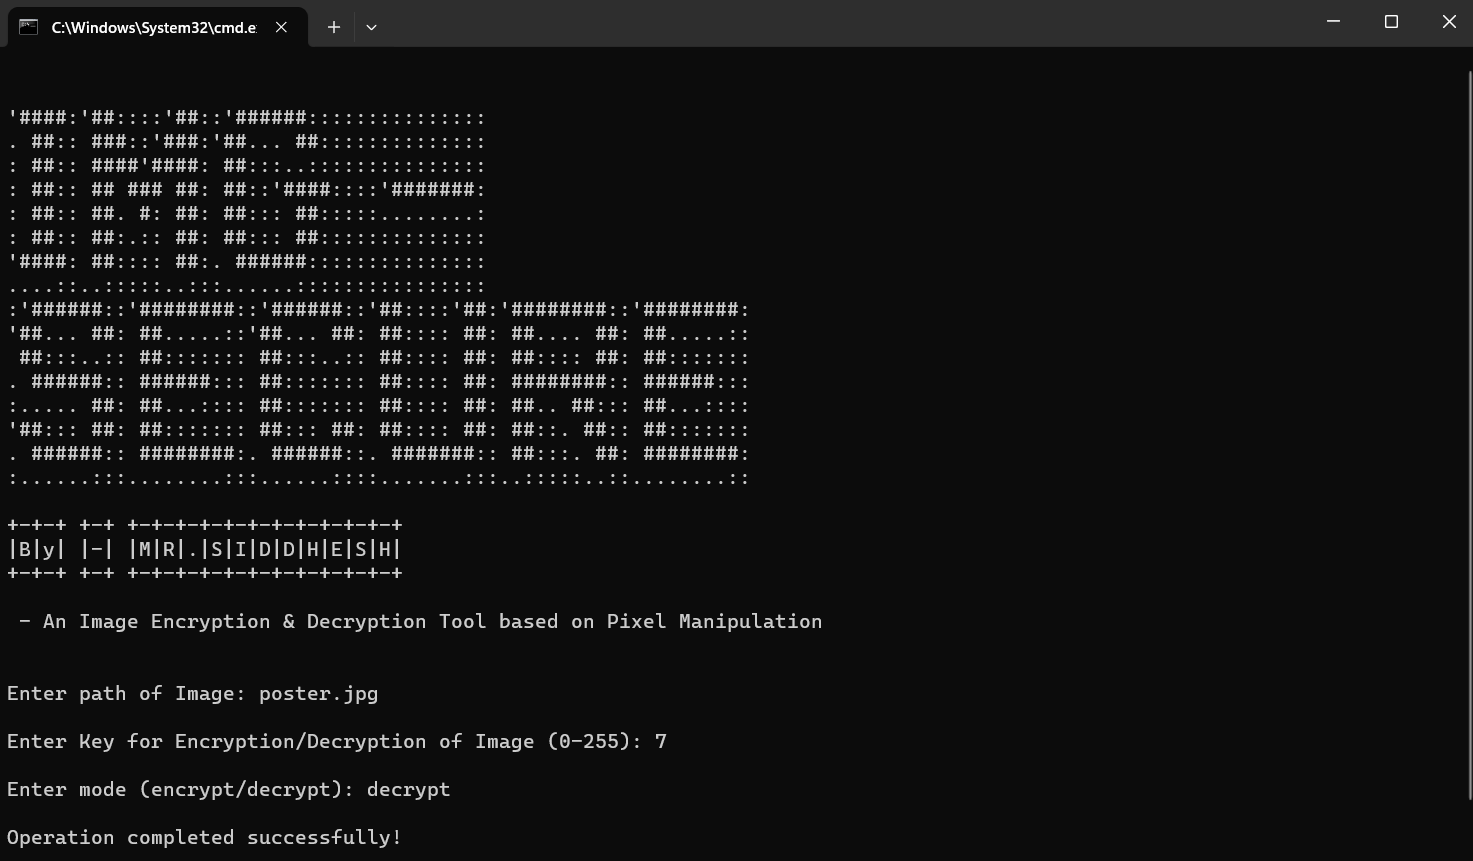 C:\Windows\System32\cmd.e
'####:'##::::'##::'######:::::::::::::::
. ##:: ###::'###:'##... ##::::::::::::::
: ##:: ####'####: ##:::..:::::::::::::::
: ##:: ## ### ##: ##::'####::::'#######:
: ##:: ##. #: ##: ##::: ##:::::........:
: ##:: ##:.:: ##: ##::: ##::::::::::::::
'####: ##:::: ##:. ######:::::::::::::::
....::..:::::..:::......::::::::::::::::
:'######::'########::'######::'##::::'##:'########::'########:
'##... ##: ##.....::'##... ##: ##:::: ##: ##.... ##: ##.....::
 ##:::..:: ##::::::: ##:::..:: ##:::: ##: ##:::: ##: ##:::::::
. ######:: ######::: ##::::::: ##:::: ##: ########:: ######:::
:..... ##: ##...:::: ##::::::: ##:::: ##: ##.. ##::: ##...::::
'##::: ##: ##::::::: ##::: ##: ##:::: ##: ##::. ##:: ##:::::::
. ######:: ########:. ######::. #######:: ##:::. ##: ########:
:......:::........:::......::::.......:::..:::::..::........::
+-+-+ +-+ +-+-+-+-+-+-+-+-+-+-+-+
|B|y| |-| |M|R|.|S|I|D|D|H|E|S|H|
+-+-+ +-+ +-+-+-+-+-+-+-+-+-+-+-+
 - An Image Encryption & Decryption Tool based on Pixel Manipulation
Enter path of Image: poster.jpg
Enter Key for Encryption/Decryption of Image (0-255): 7
Enter mode (encrypt/decrypt): decrypt
Operation completed successfully!